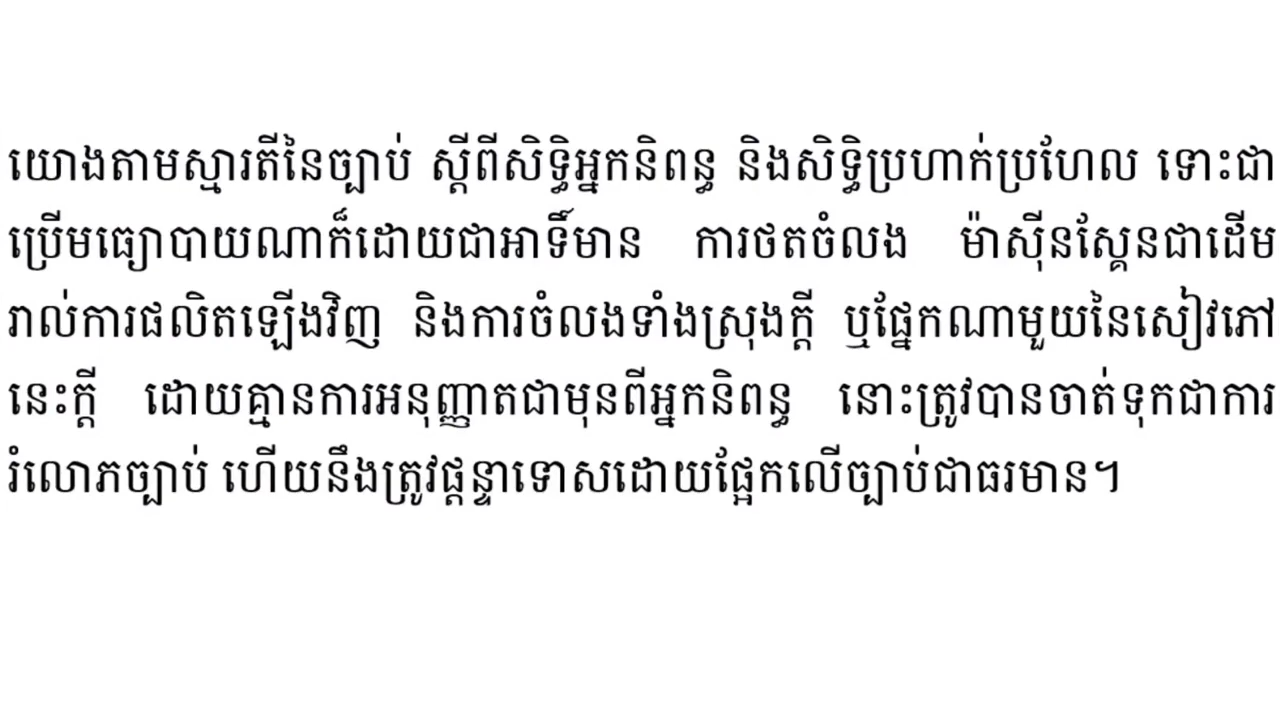 យោងតាមស្មារតីនៃច្បាប់ ស្តីពីសិទ្ធិអ្នកនិពន្ធ និងសិទ្ធិប្រហាក់ប្រហែល ទោះជា
ប្រើមធ្យោបាយណាក៏ដោយជាអាទិ៍មាន ការថតចំលង ម៉ាស៊ីនស្គែនជាដើម
រាល់ការផលិតឡើងវិញ និងការចំលងទាំងស្រុងក្តី ឬផ្នែកណាមួយនៃសៀវភៅ
នេះក្តី ដោយគ្មានការអនុញ្ញាតជាមុនពីអ្នកនិពន្ធ នោះត្រូវបានចាត់ទុកជាការ
រំលោភច្បាប់ ហើយនឹងត្រូវផ្តន្ទាទោសដោយផ្អែកលើច្បាប់ជាធរមាន។